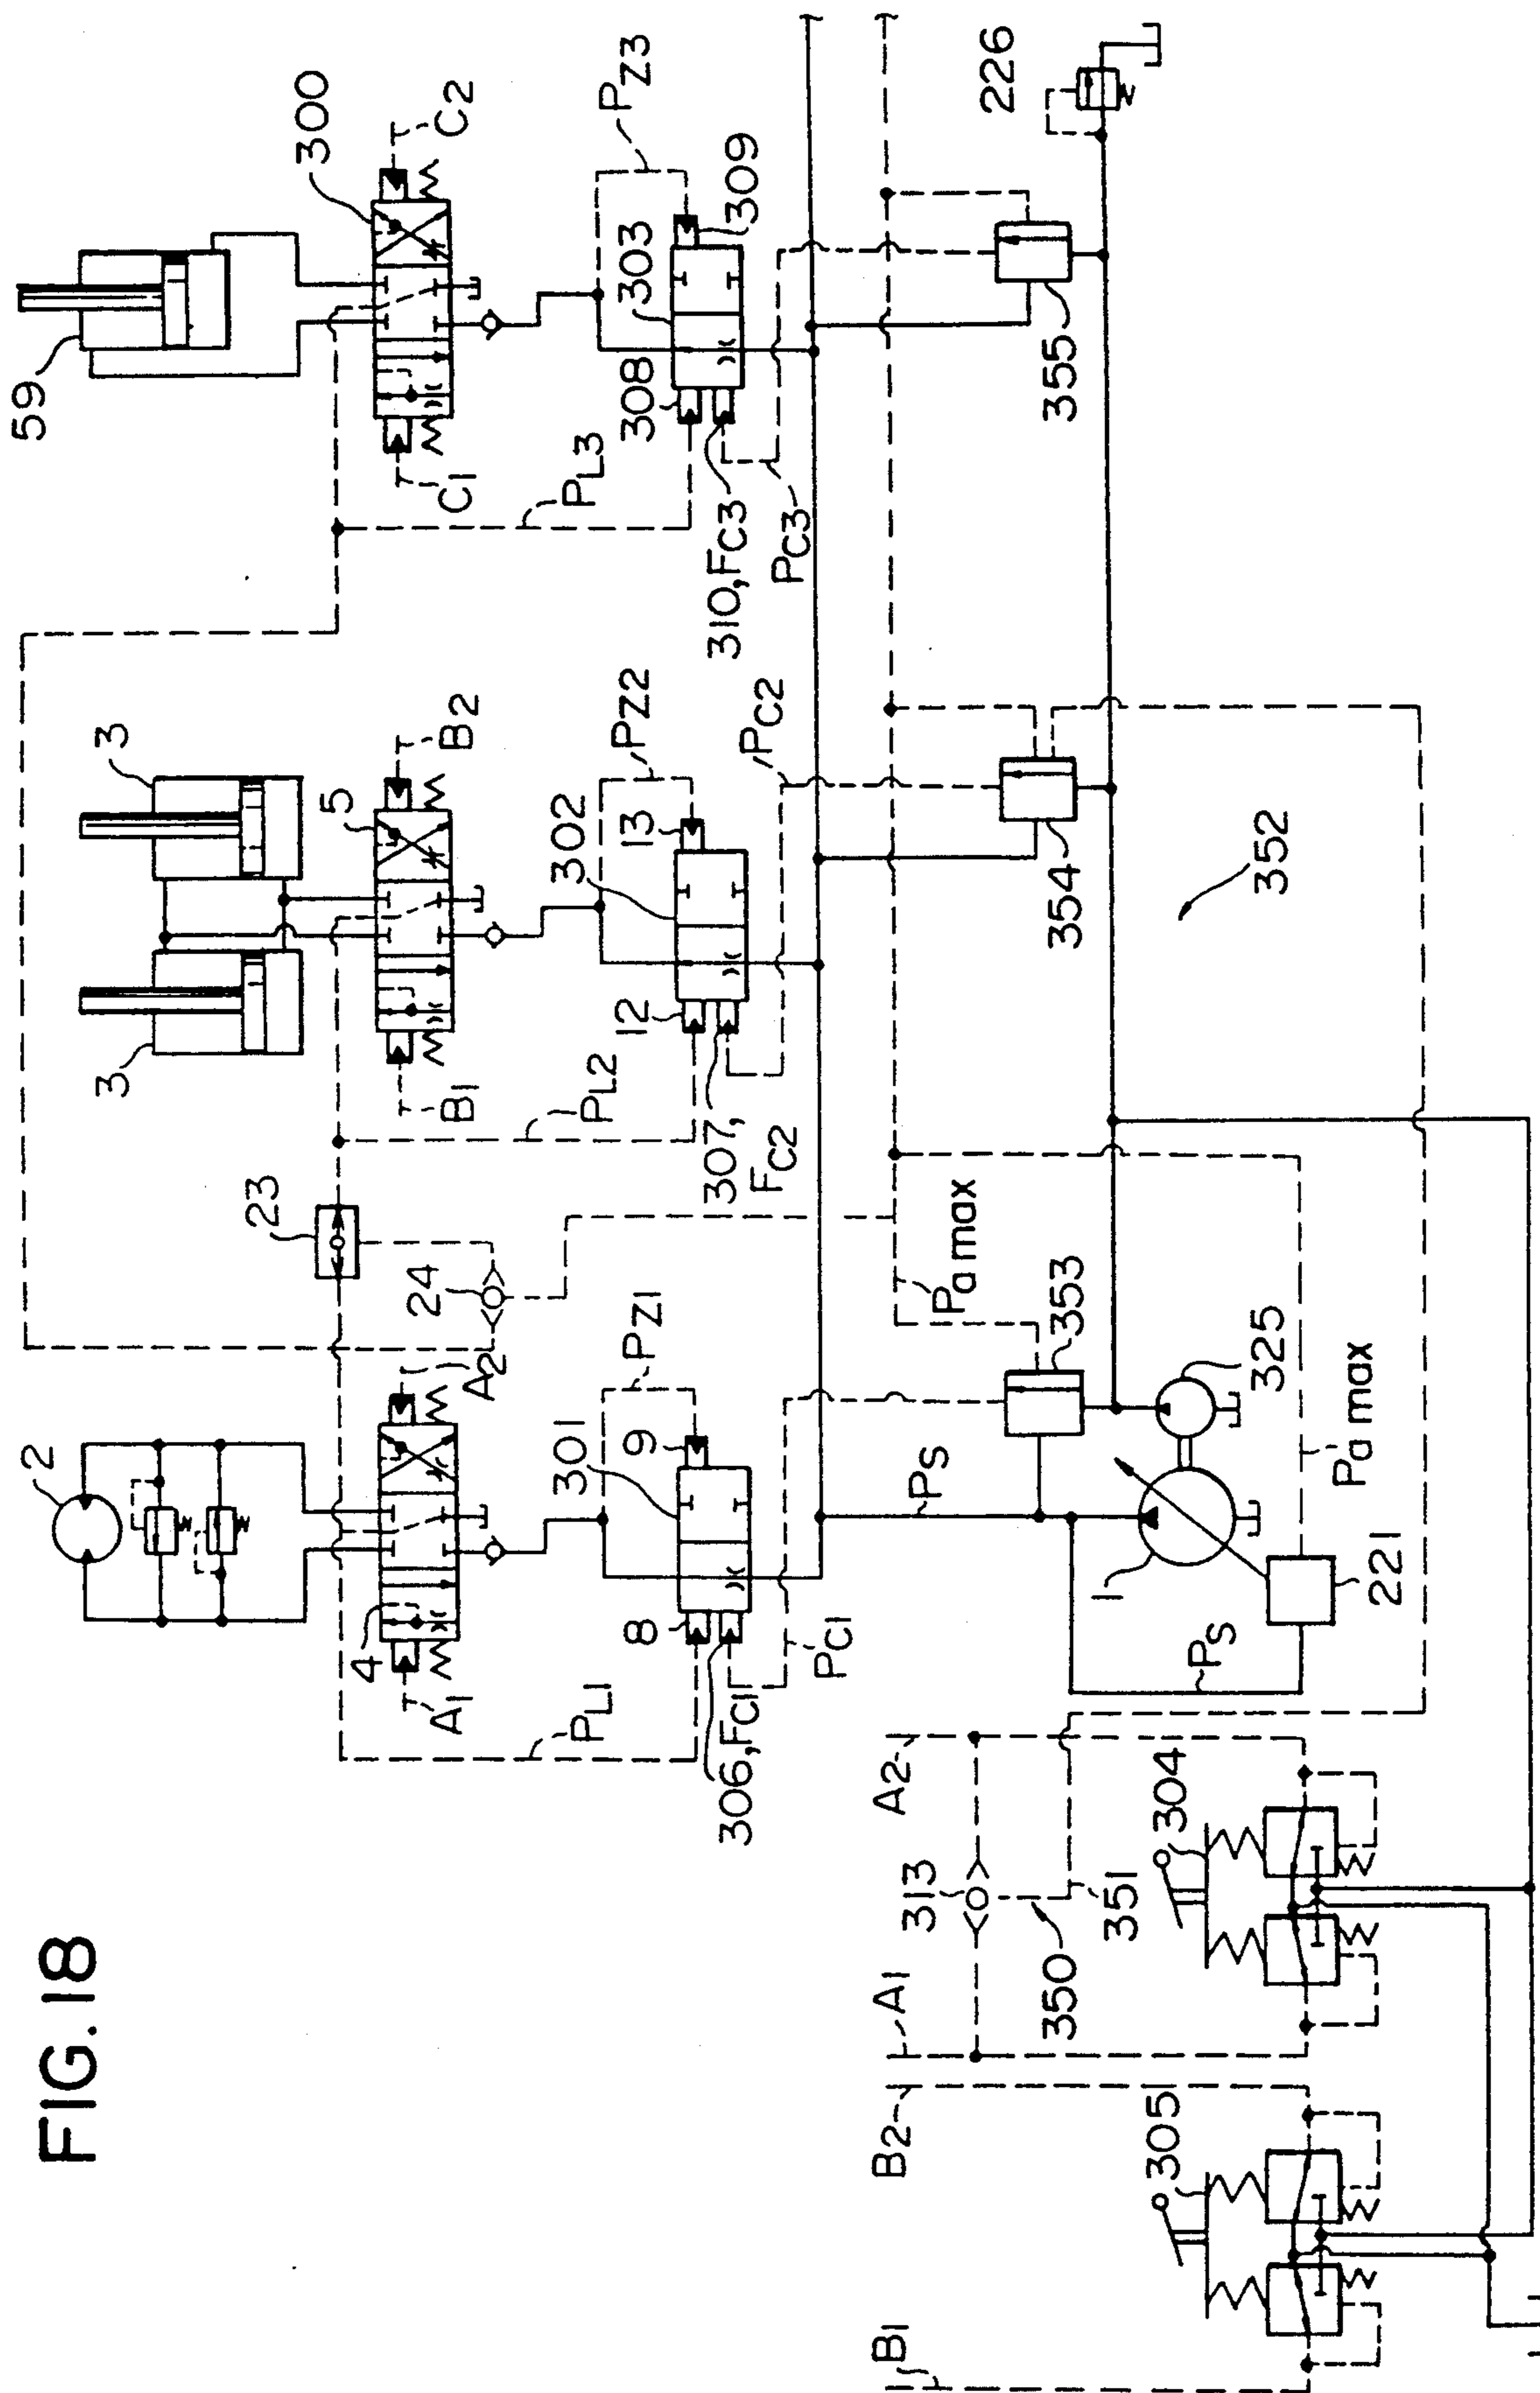 FIG. 18
59
300
C2
C1
PZ3
303
308
309
PL3
310, FC3
PC3
226
355
3
3
5
B2
B1
PZ2
302
13
12
PL2
PC2
307,
FC2
354
352
23
24
2
4
A2
A1
PZ1
301
9
8
PL1
306, FC1
PC1
Pa max
353
325
PS
1
Pa max
221
PS
A2
313
A1
350
351
304
B2
305
B1